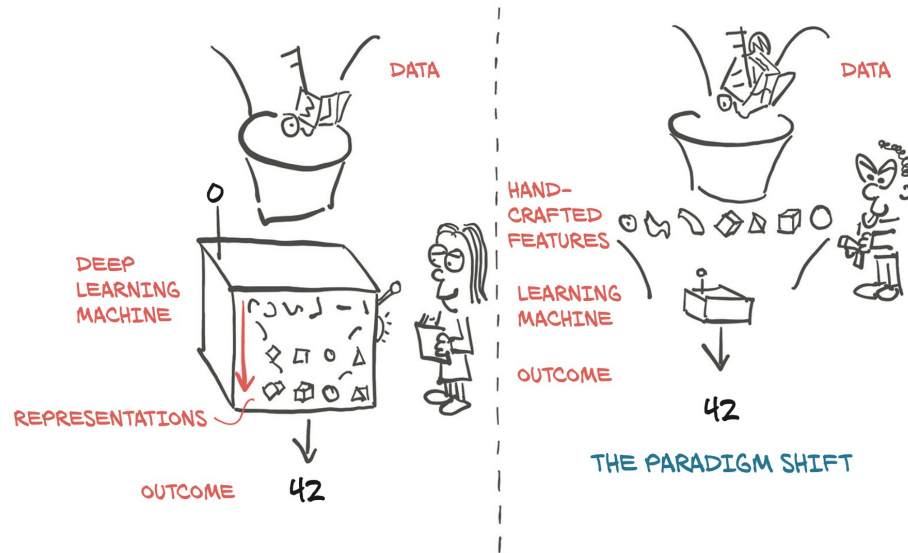 DATA
DEEP
LEARNING
MACHINE
REPRESENTATIONS
OUTCOME
42
DATA
HAND-
CRAFTED
FEATURES
LEARNING
MACHINE
OUTCOME
42
THE PARADIGM SHIFT